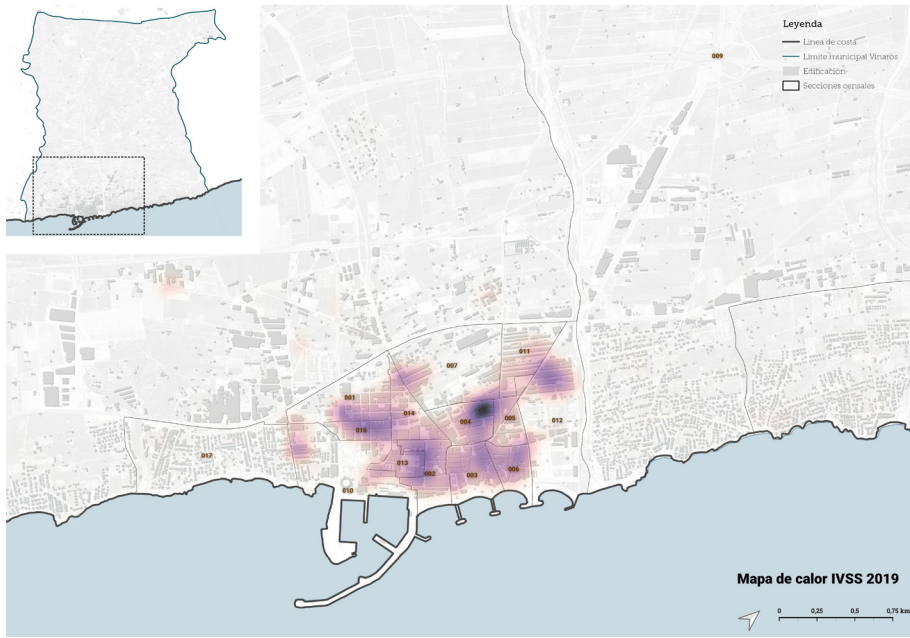 Leyenda
Línea de costa
Límite municipal Vinaròs
Edificación
Secciones censales
009
011
007
001
014
004
005
012
015
017
013
002
003
006
010
Mapa de calor IVSS 2019
0 0,25 0,5 0,75 km